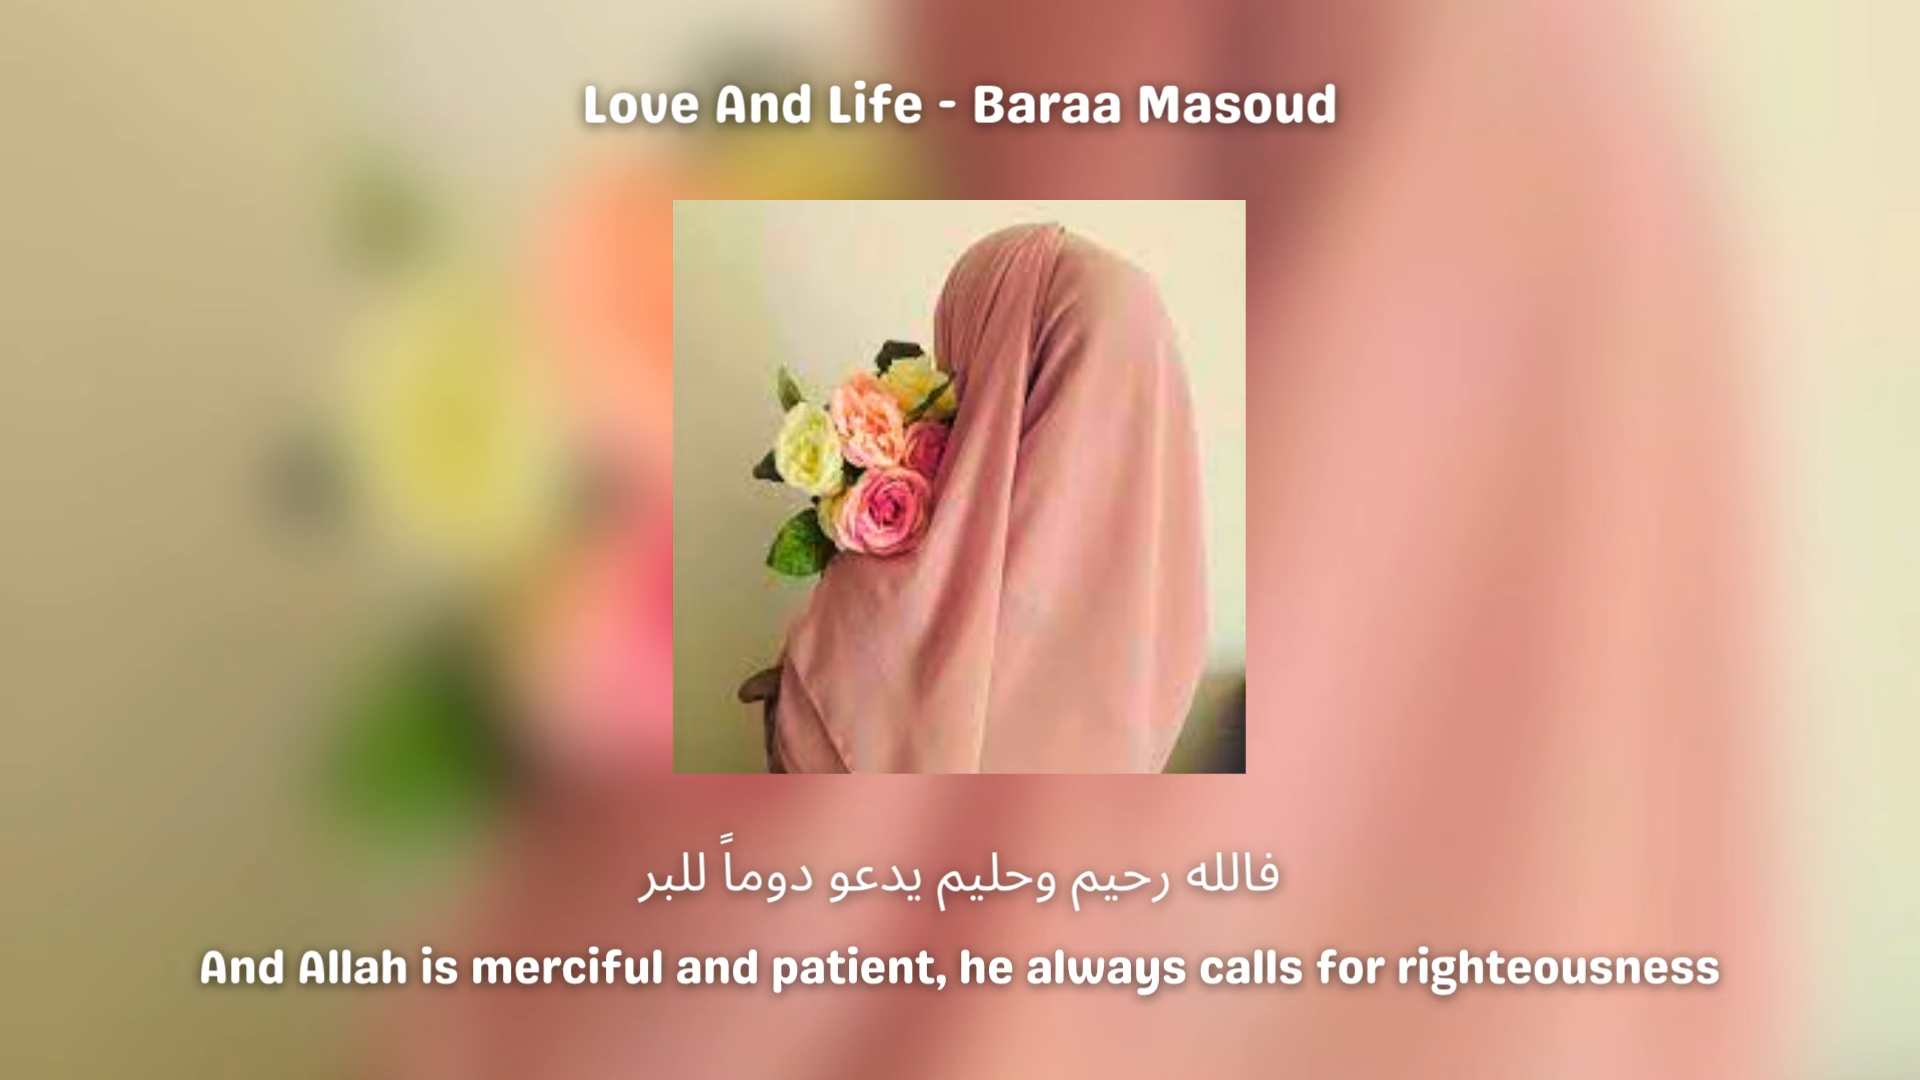 Love And Life - Baraa Masoud
فالله رحيم وحليم يدعو دوماً للبر
And Allah is merciful and patient, he always calls for righteousness